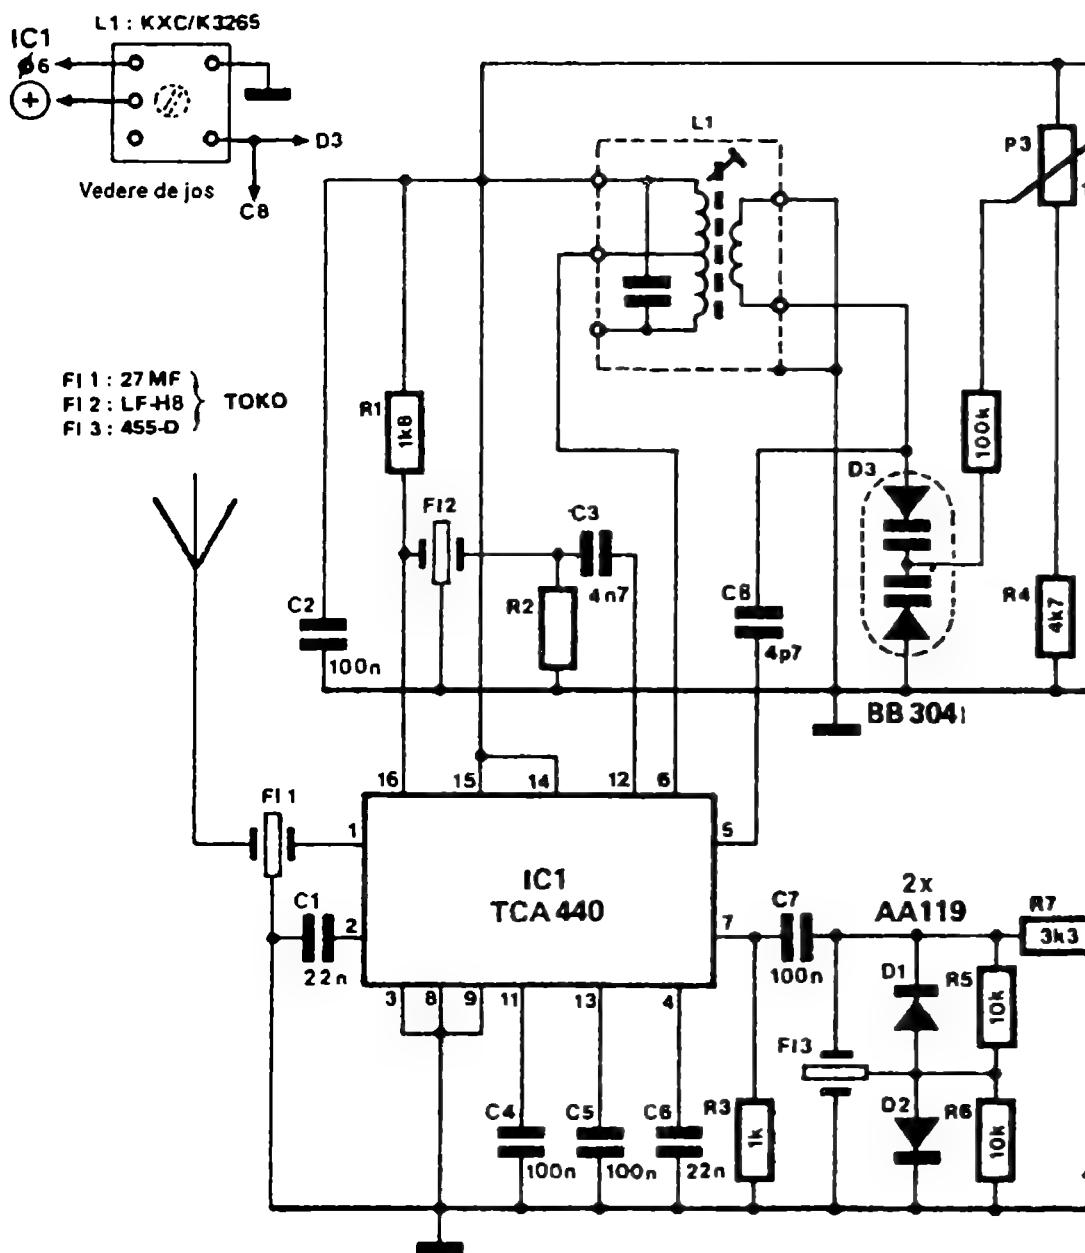 L1 : KXC/K3265
IC1
φ6
+
D3
C8
Vedere de jos
L1
P3
FI 1 : 27 MF
FI 2 : LF-H8
FI 3 : 455-D
TOKO
R1
1k8
FI2
C3
4n7
R2
C2
100n
C8
4p7
D3
100k
R4
4k7
BB 304
16
15
14
12
6
FI 1
1
5
IC1
TCA 440
C1
2
22n
7
C7
100n
2x
AA119
R7
3k3
D1
R5
10k
3
8
9
11
13
4
FI3
C4
100n
C5
100n
C6
22n
R3
1k
D2
R6
10k